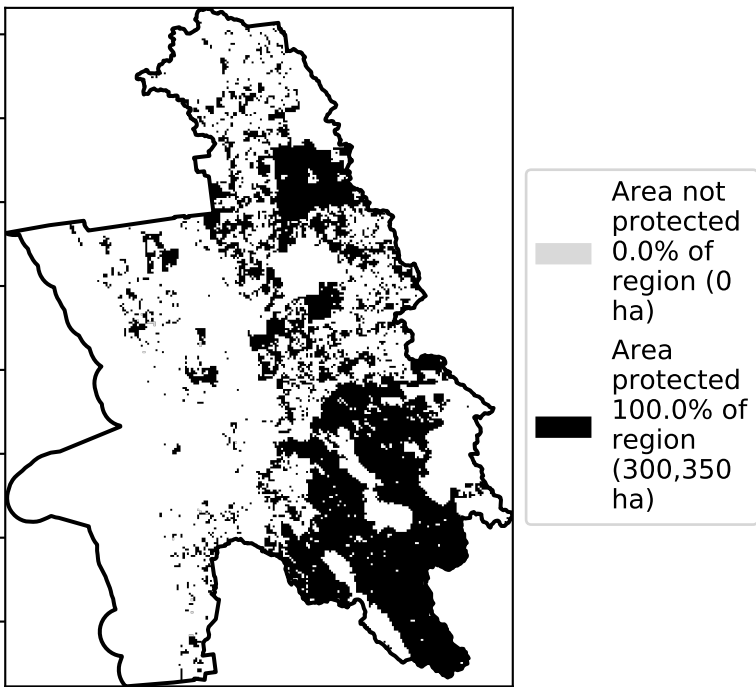 Area not
protected
0.0% of
region (0
ha)
Area
protected
100.0% of
region
(300,350
ha)